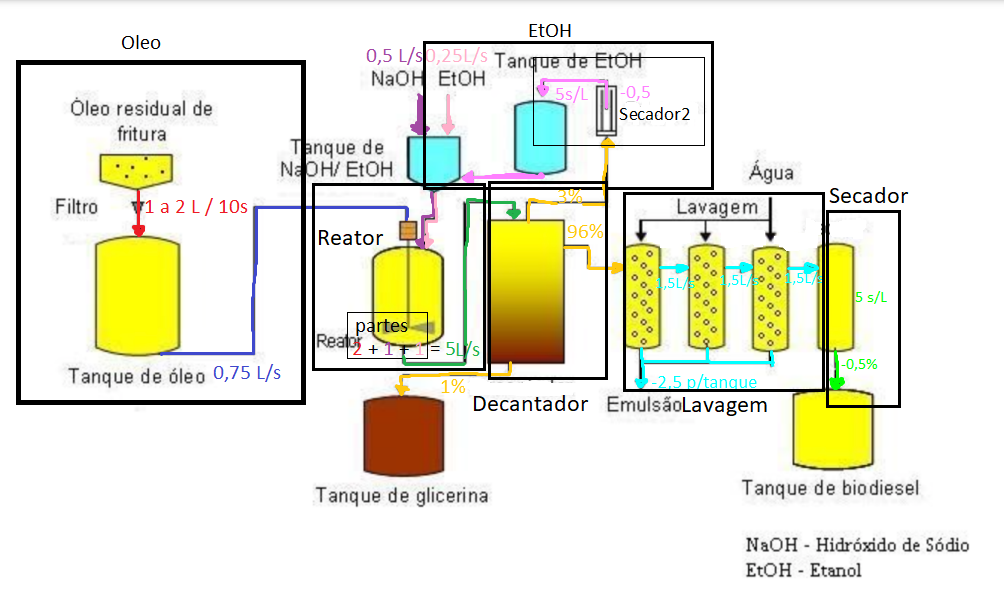 Oleo
EtOH
0,5 L/s
0,25L/s
Tanque de EtOH
NaOH
EtOH
5s/L
-0,5
Secador2
Óleo residual de
fritura
Tanque de
NaOH/ EtOH
Filtro
1 a 2 L / 10s
Água
Lavagem
Secador
3%
96%
Reator
1,5L/s
1,5L/s
1,5L/s
5 s/L
partes
Reator
2 + 1 + 1 = 5L/s
Tanque de óleo
0,75 L/s
1%
-2,5 p/tanque
-0,5%
Decantador
Emulsão
Lavagem
Tanque de glicerina
Tanque de biodiesel
NaOH - Hidróxido de Sódio
EtOH - Etanol